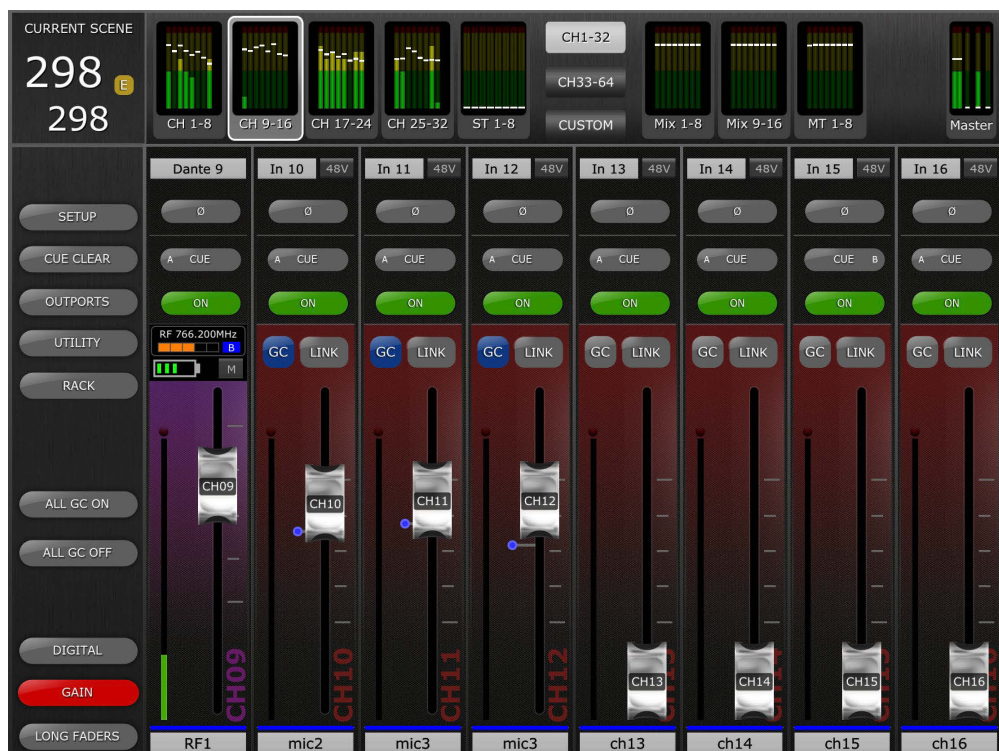 CURRENT SCENE
298 E
298
CH 1-8 CH 9-16 CH 17-24 CH 25-32 ST 1-8
CH1-32
CH33-64
CUSTOM
Mix 1-8 Mix 9-16 MT 1-8 Master
SETUP
CUE CLEAR
OUTPORTS
UTILITY
RACK
ALL GC ON
ALL GC OFF
DIGITAL
GAIN
LONG FADERS
Dante 9 In 10 48V In 11 48V In 12 48V In 13 48V In 14 48V In 15 48V In 16 48V
Ø Ø Ø Ø Ø Ø Ø Ø
A CUE A CUE A CUE A CUE A CUE A CUE CUE B A CUE
ON ON ON ON ON ON ON ON
RF 766.200MHz
B
M
GC LINK GC LINK GC LINK GC LINK GC LINK GC LINK GC LINK
CH09 CH10 CH11 CH12
CH13 CH14 CH15 CH16
CH09 CH10 CH11 CH12
RF1 mic2 mic3 mic3 ch13 ch14 ch15 ch16